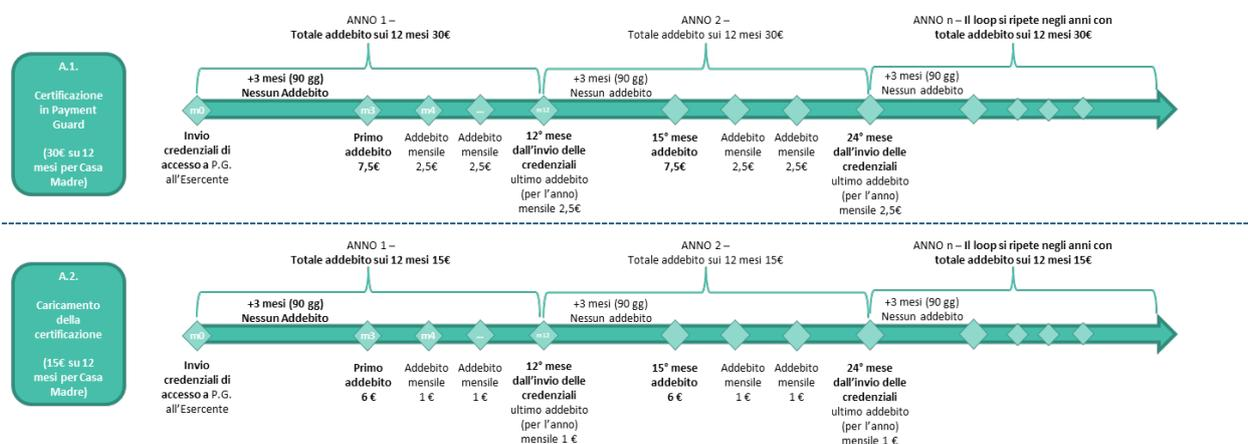 ANNO 1 –
Totale addebito sui 12 mesi 30€
ANNO 2 –
Totale addebito sui 12 mesi 30€
ANNO n – Il loop si ripete negli anni con
totale addebito sui 12 mesi 30€
A.1.
Certificazione
in Payment
Guard
(30€ su 12
mesi per Casa
Madre)
+3 mesi (90 gg)
Nessun Addebito
+3 mesi (90 gg)
Nessun addebito
+3 mesi (90 gg)
Nessun addebito
m0
m3
m4
...
m12
Invio
credenziali di
accesso a P.G.
all'Esercente
Primo
addebito
7,5€
Addebito
mensile
2,5€
Addebito
mensile
2,5€
12° mese
dall'invio delle
credenziali
ultimo addebito
(per l'anno)
mensile 2,5€
15° mese
addebito
7,5€
Addebito
mensile
2,5€
Addebito
mensile
2,5€
24° mese
dall'invio delle
credenziali
ultimo addebito
(per l'anno)
mensile 2,5€
ANNO 1 –
Totale addebito sui 12 mesi 15€
ANNO 2 –
Totale addebito sui 12 mesi 15€
ANNO n – Il loop si ripete negli anni con
totale addebito sui 12 mesi 15€
A.2.
Caricamento
della
certificazione
(15€ su 12
mesi per Casa
Madre)
+3 mesi (90 gg)
Nessun Addebito
+3 mesi (90 gg)
Nessun addebito
+3 mesi (90 gg)
Nessun addebito
m0
m3
m4
...
m12
Invio
credenziali di
accesso a P.G.
all'Esercente
Primo
addebito
6 €
Addebito
mensile
1 €
Addebito
mensile
1 €
12° mese
dall'invio delle
credenziali
ultimo addebito
(per l'anno)
mensile 1 €
15° mese
addebito
6 €
Addebito
mensile
1 €
Addebito
mensile
1 €
24° mese
dall'invio delle
credenziali
ultimo addebito
(per l'anno)
mensile 1 €